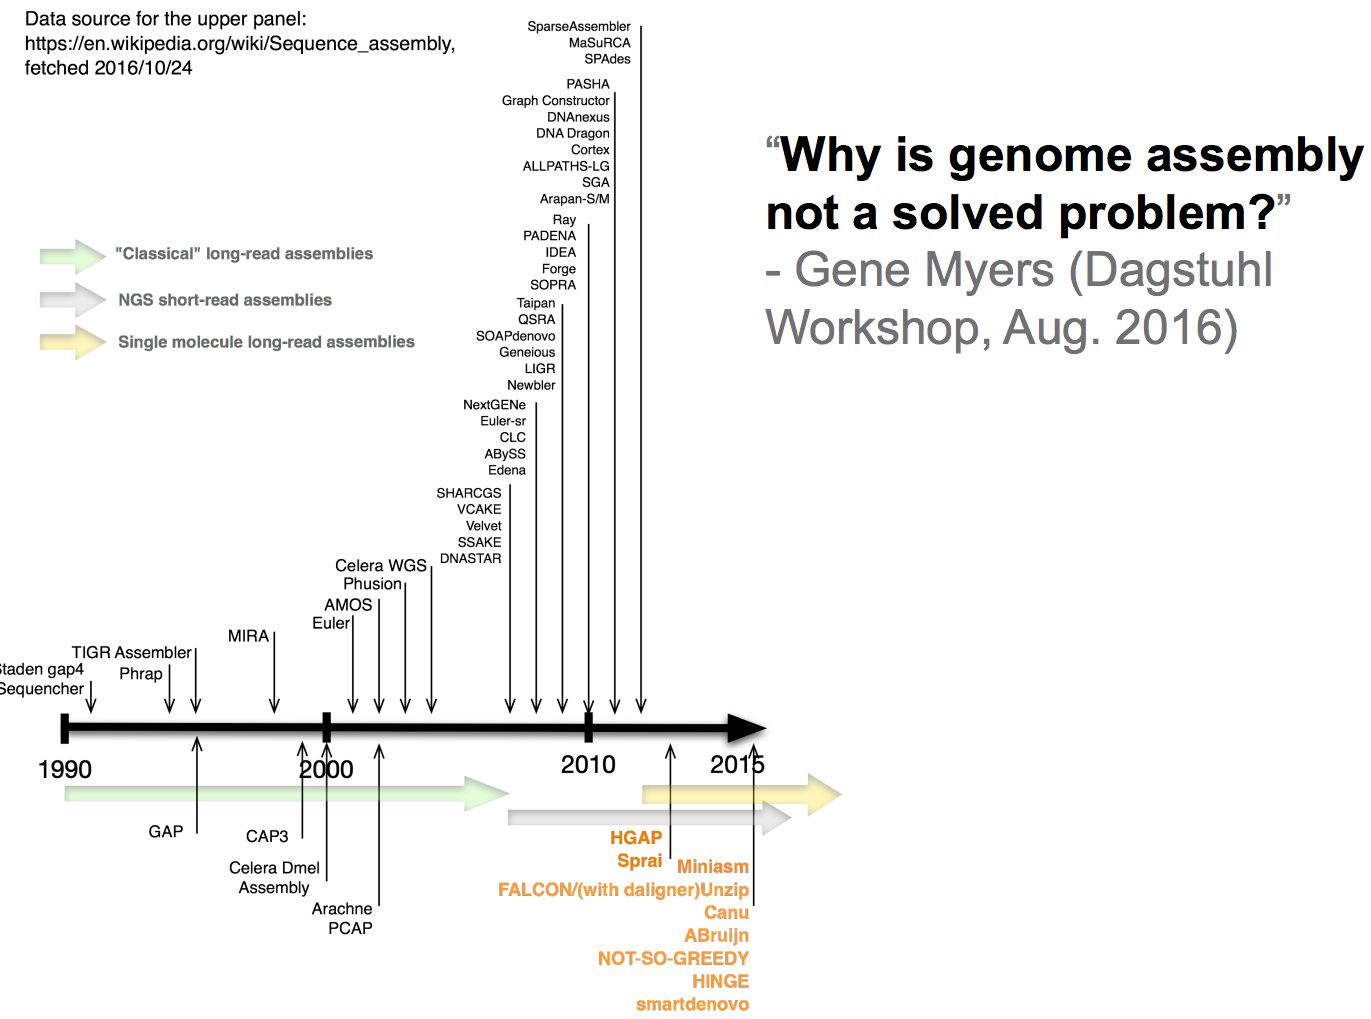 Data source for the upper panel:
https://en.wikipedia.org/wiki/Sequence_assembly,
fetched 2016/10/24
SparseAssembler
MaSuRCA
SPAdes
PASHA
Graph Constructor
DNAnexus
DNA Dragon
Cortex
ALLPATHS-LG
SGA
Arapan-S/M
Ray
PADENA
IDEA
Forge
SOPRA
Taipan
QSRA
SOAPdenovo
Geneious
LIGR
Newbler
NextGENe
Euler-sr
CLC
ABySS
Edena
SHARCGS
VCAKE
Velvet
SSAKE
DNASTAR
Celera WGS
Phusion
AMOS
Euler
MIRA
TIGR Assembler
Phrap
Staden gap4
Sequencher
"Classical" long-read assemblies
NGS short-read assemblies
Single molecule long-read assemblies
“Why is genome assembly
not a solved problem?”
- Gene Myers (Dagstuhl
Workshop, Aug. 2016)
1990
2000
2010
2015
GAP
CAP3
Celera Dmel
Assembly
Arachne
PCAP
HGAP
Sprai
Miniasm
FALCON/(with daligner)Unzip
Canu
ABruijn
NOT-SO-GREEDY
HINGE
smartdenovo